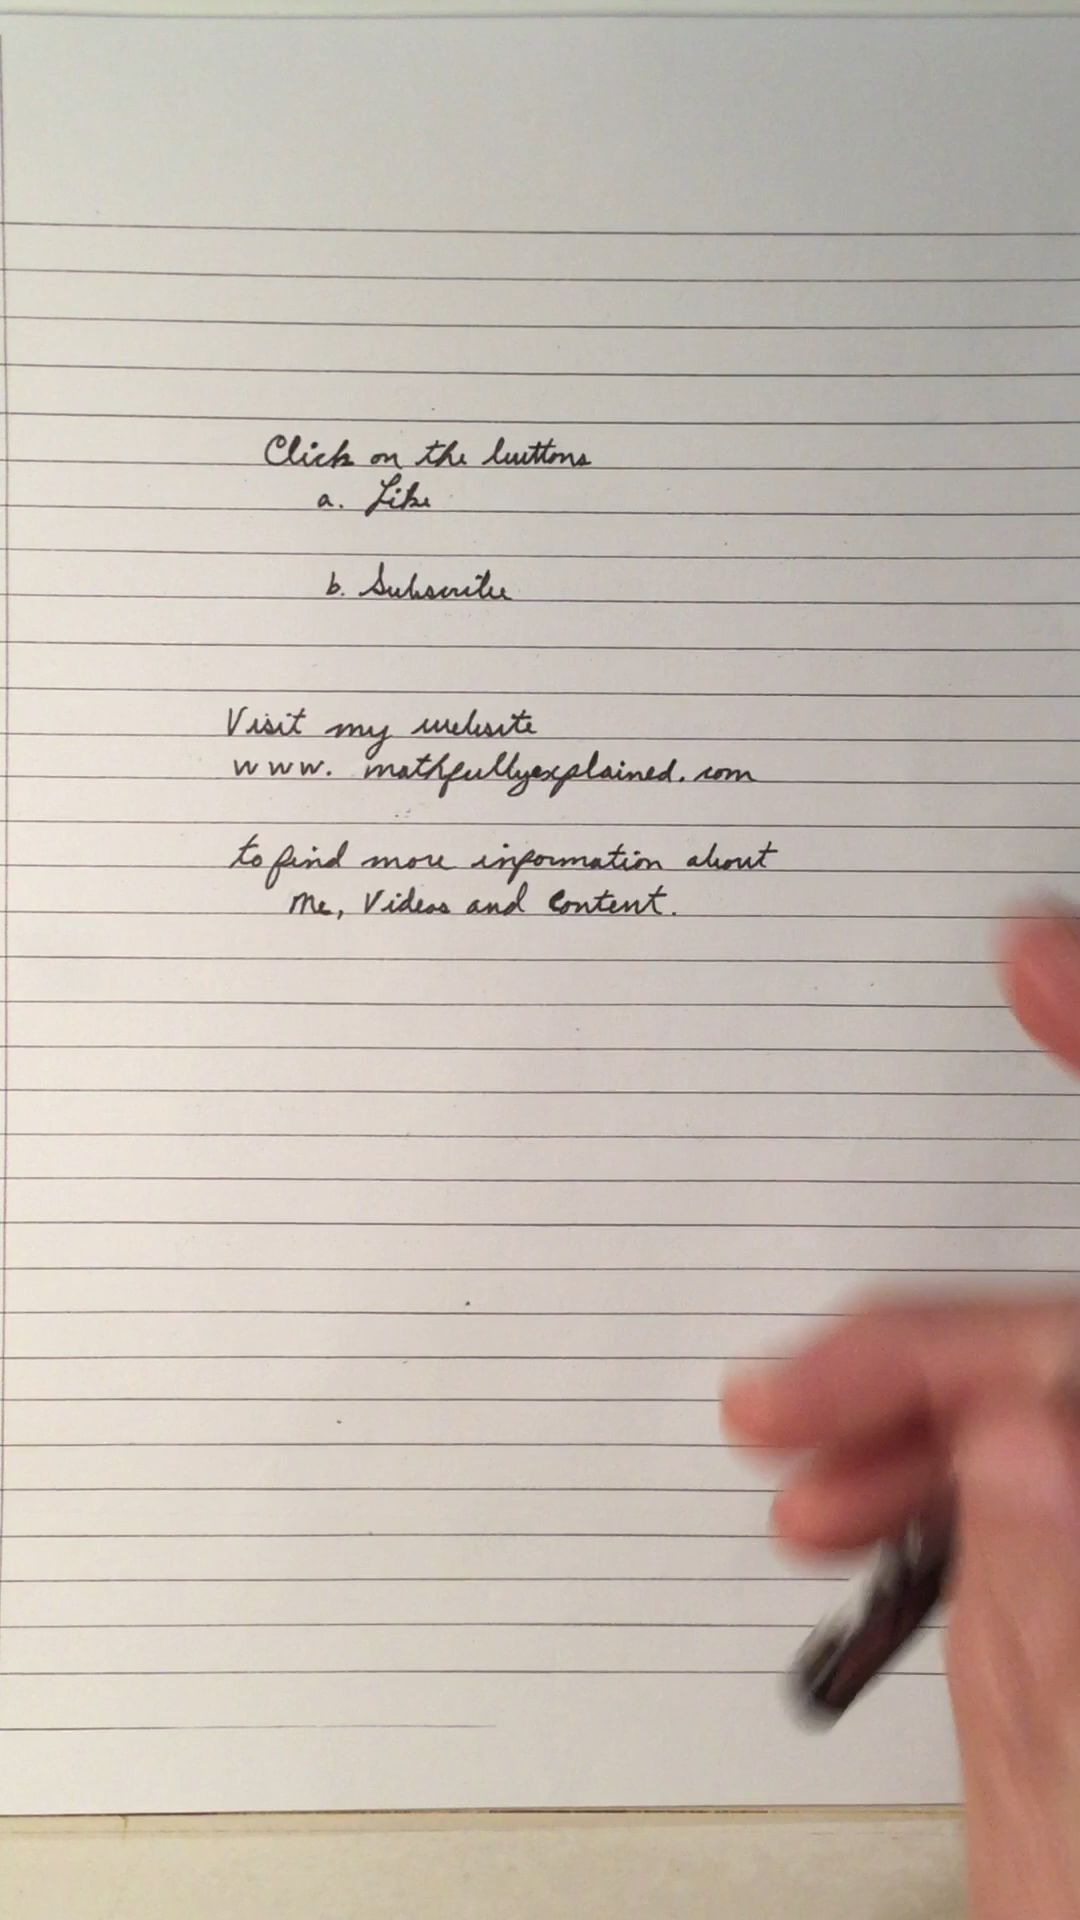 Click on the buttons
a. Like
b. Subscribe
Visit my website
www. mathfullyexplained.com
to find more information about
me, Videos and Content.